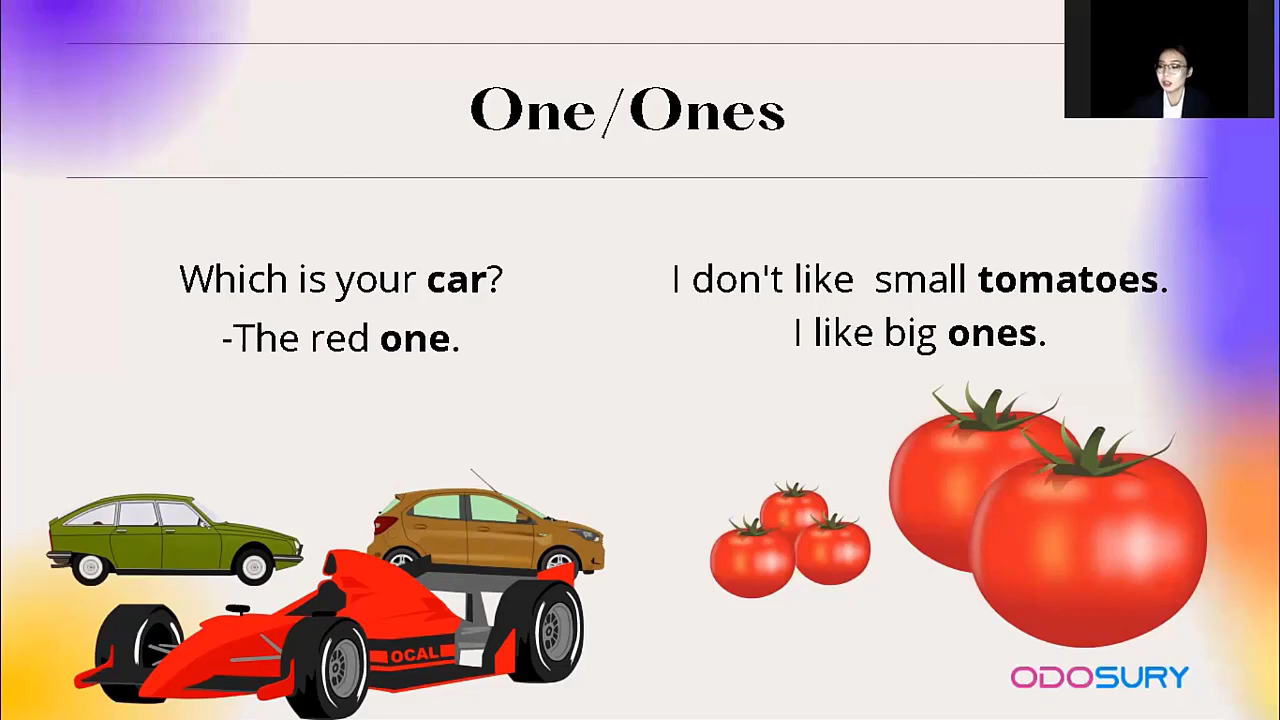 One/Ones
Which is your car?
-The red one.
I don't like small tomatoes.
I like big ones.
OCAL
ODOSURY